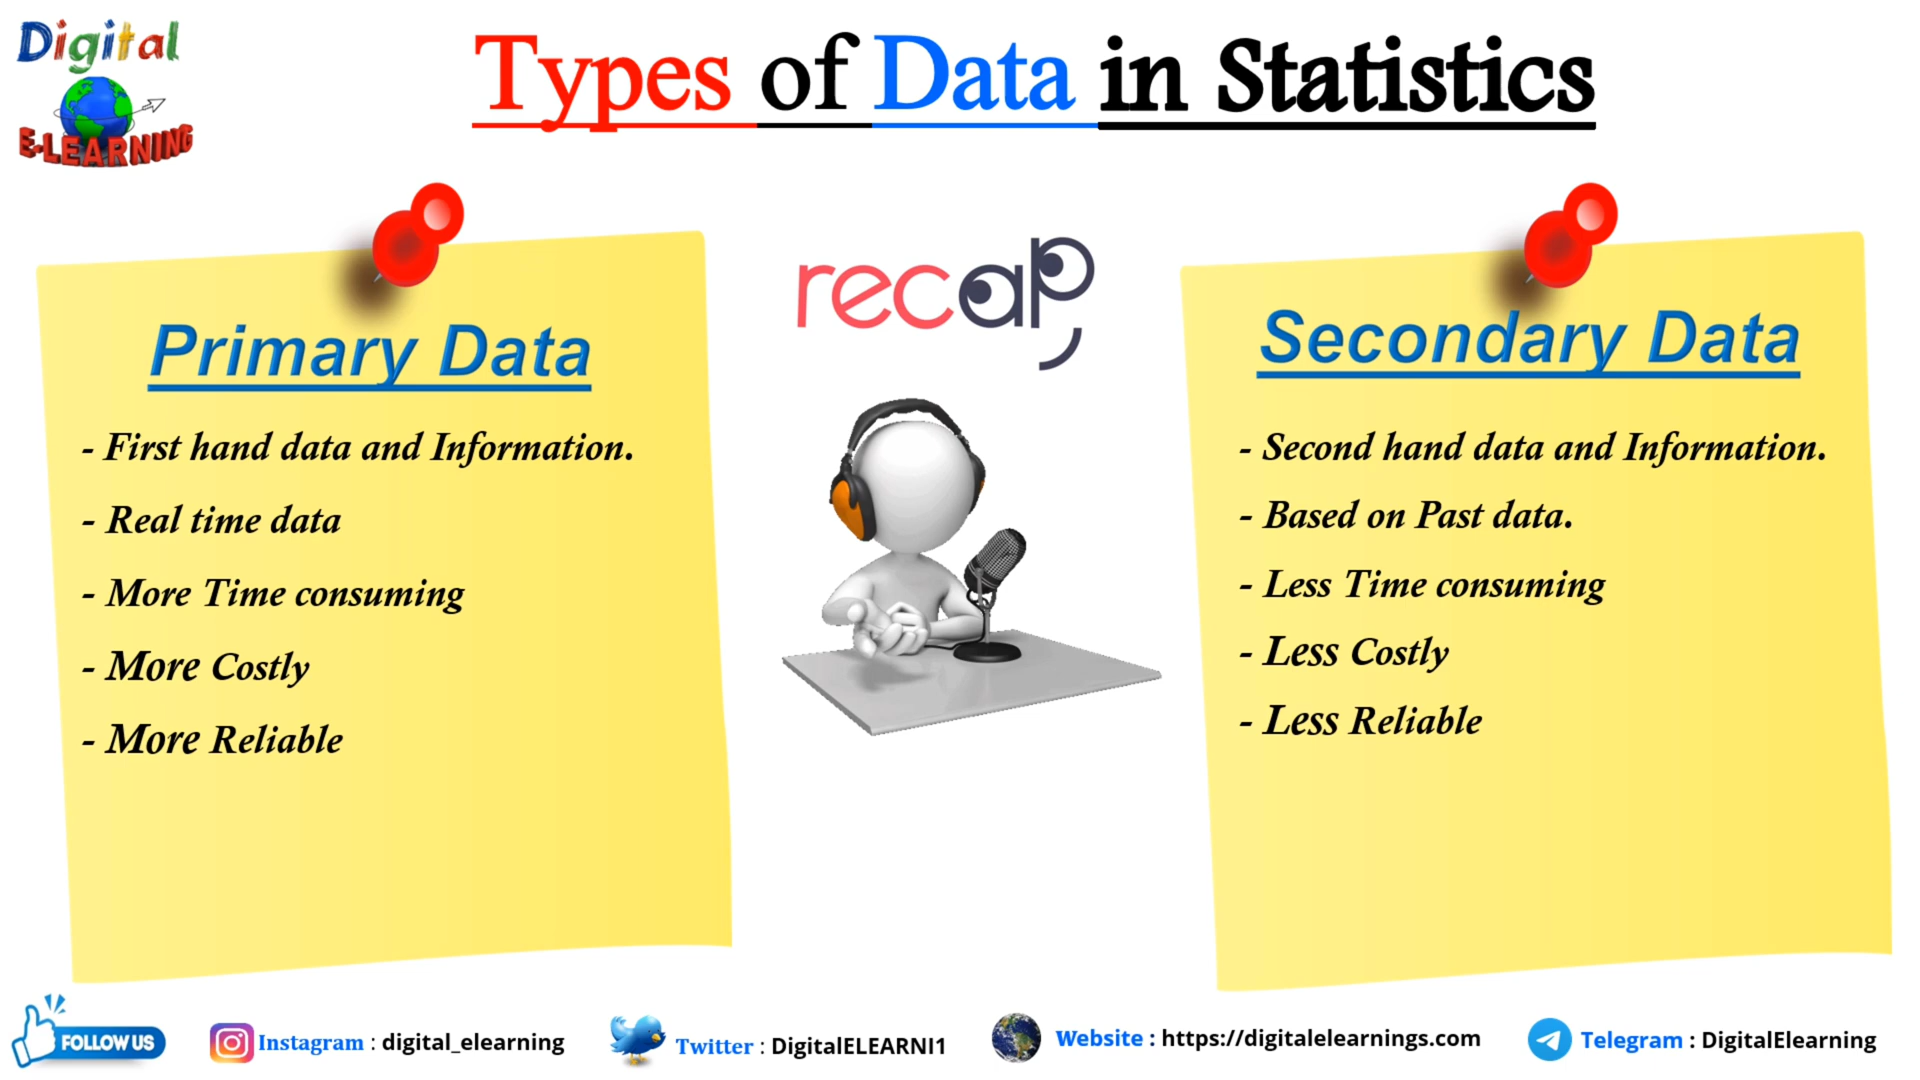 Digital
E-LEARNING
Types of Data in Statistics
recap
Primary Data
- First hand data and Information.
- Real time data
- More Time consuming
- More Costly
- More Reliable
Secondary Data
- Second hand data and Information.
- Based on Past data.
- Less Time consuming
- Less Costly
- Less Reliable
FOLLOW US
Instagram : digital_elearning
Twitter : DigitalELEARNI1
Website : https://digitalelearnings.com
Telegram : DigitalElearning